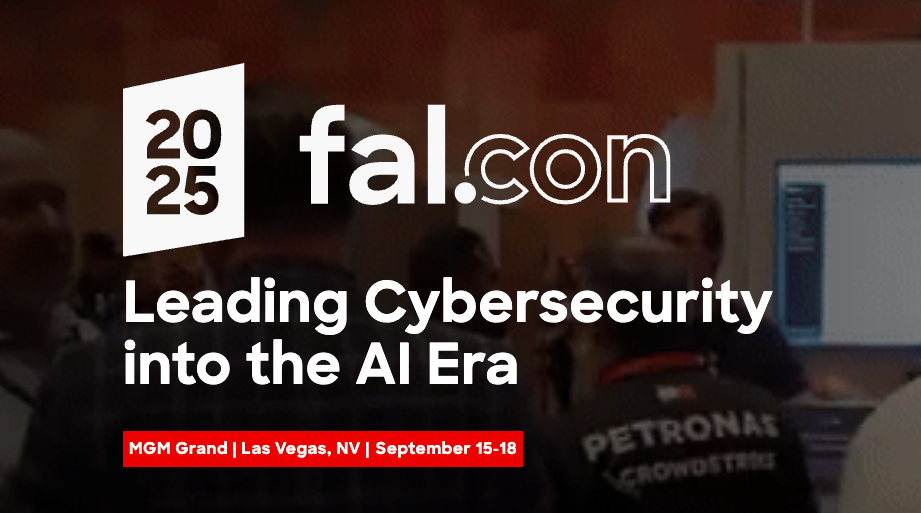 20
25
fal.con
Leading Cybersecurity
into the AI Era
MGM Grand | Las Vegas, NV | September 15-18
PETRONAS
CROWDSTRIKE